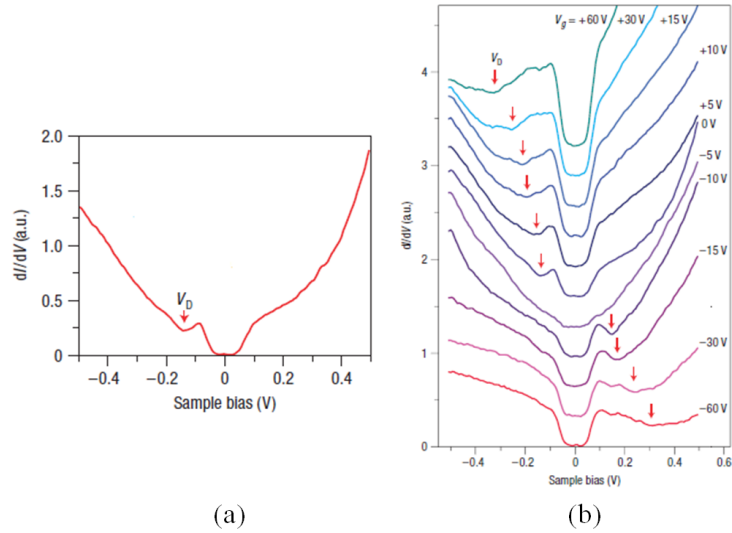 2.0
1.5
1.0
0.5
0
dI/dV (a.u.)
V_D
−0.4 −0.2 0 0.2 0.4
Sample bias (V)
(a)
V_g = +60 V +30 V +15 V
+10 V
+5 V
0 V
−5 V
−10 V
−15 V
−30 V
−60 V
V_D
4
3
2
1
0
dI/dV (a.u.)
−0.4 −0.2 0 0.2 0.4 0.6
Sample bias (V)
(b)